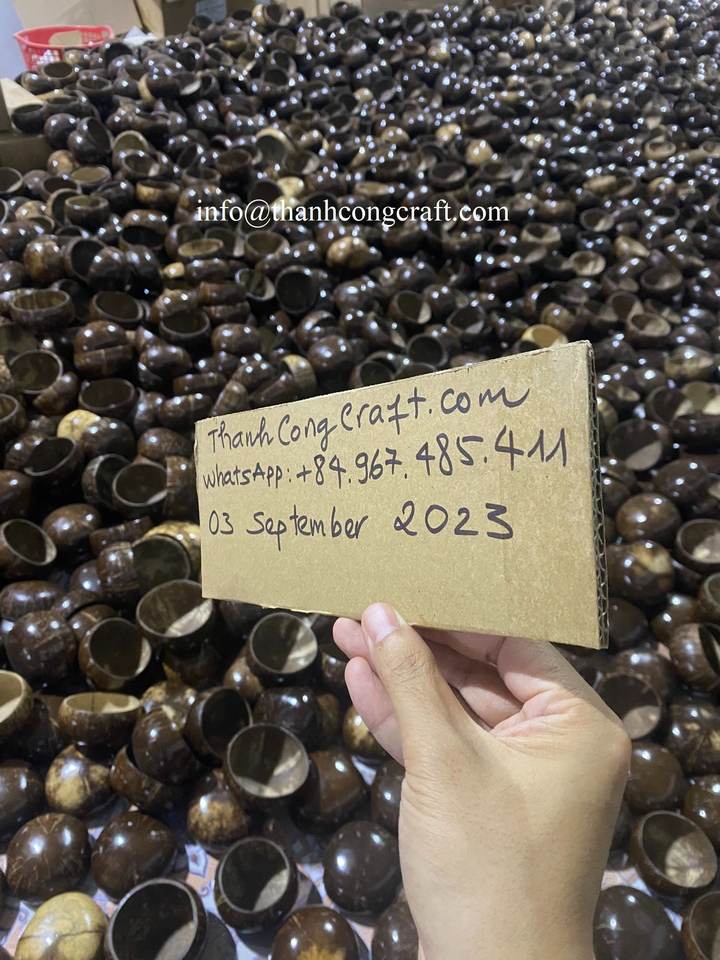 info@thanhcongcraft.com
ThanhCongCraft.com
WhatsApp: +84.967.485.411
03 September 2023